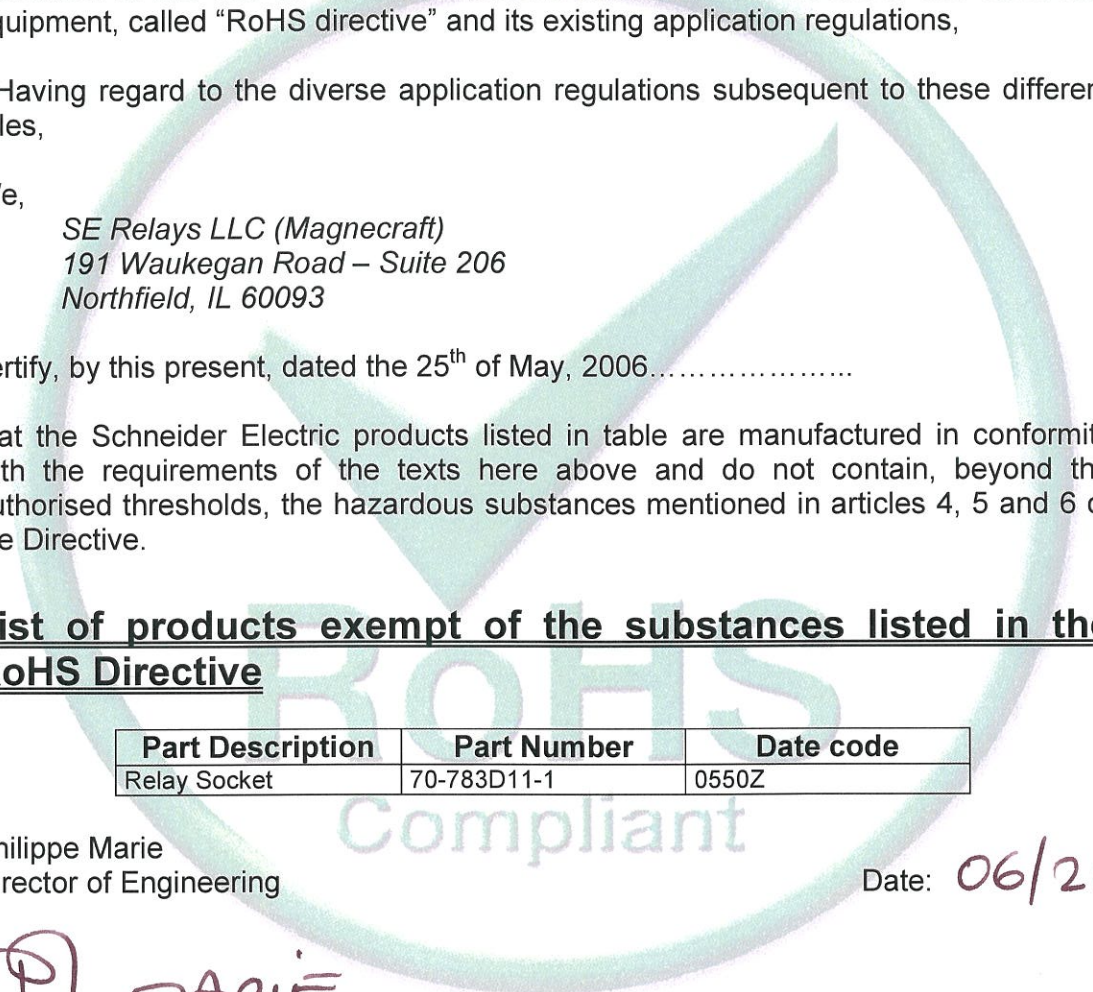 quipment, called “RoHS directive” and its existing application regulations,
Having regard to the diverse application regulations subsequent to these differen
les,
e,
SE Relays LLC (Magnecraft)
191 Waukegan Road – Suite 206
Northfield, IL 60093
ertify, by this present, dated the 25th of May, 2006…………………
at the Schneider Electric products listed in table are manufactured in conformit
th the requirements of the texts here above and do not contain, beyond th
uthorised thresholds, the hazardous substances mentioned in articles 4, 5 and 6 o
e Directive.
ist of products exempt of the substances listed in the
oHS Directive
RoHS
Part Description Part Number Date code
Relay Socket 70-783D11-1 0550Z
Compliant
hilippe Marie
irector of Engineering
Date: 06/2